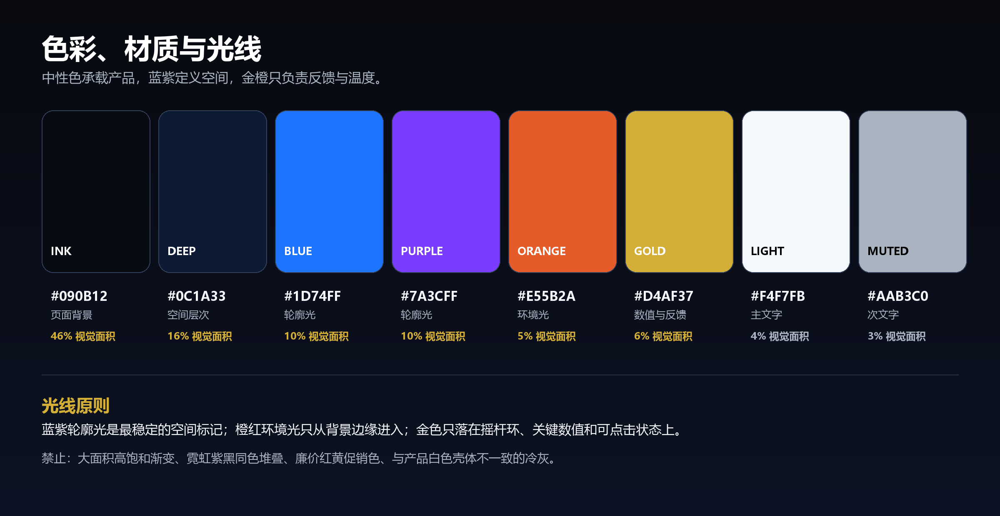 色彩、材质与光线
中性色承载产品，蓝紫定义空间，金橙只负责反馈与温度。
INK
DEEP
BLUE
PURPLE
ORANGE
GOLD
LIGHT
MUTED
#090B12
#0C1A33
#1D74FF
#7A3CFF
#E55B2A
#D4AF37
#F4F7FB
#AAB3C0
页面背景
空间层次
轮廓光
轮廓光
环境光
数值与反馈
主文字
次文字
46% 视觉面积
16% 视觉面积
10% 视觉面积
10% 视觉面积
5% 视觉面积
6% 视觉面积
4% 视觉面积
3% 视觉面积
光线原则
蓝紫轮廓光是最稳定的空间标记；橙红环境光只从背景边缘进入；金色只落在摇杆环、关键数值和可点击状态上。
禁止：大面积高饱和渐变、霓虹紫黑同色堆叠、廉价红黄促销色、与产品白色壳体不一致的冷灰。